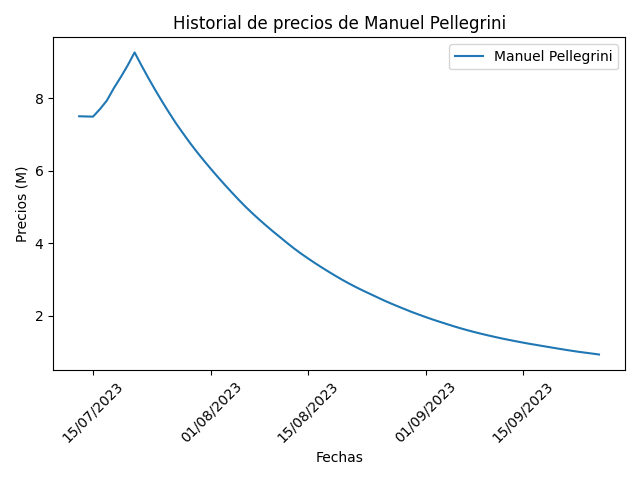 Historial de precios de Manuel Pellegrini
Manuel Pellegrini
Precios (M)
8
6
4
2
15/07/2023
01/08/2023
15/08/2023
01/09/2023
15/09/2023
Fechas